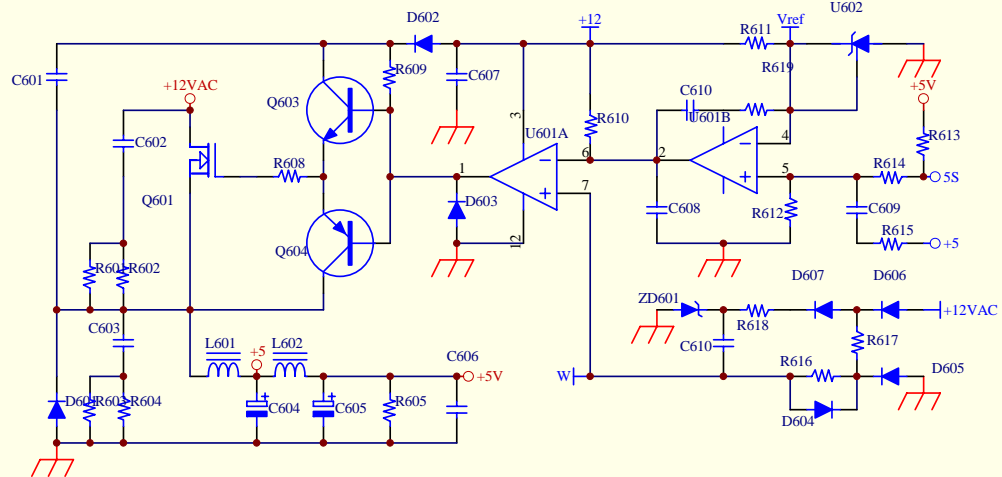 D602
+12
R611
Vref
U602
C601
+12VAC
Q603
R609
C607
R619
+5V
C610
C602
3
U601A
R610
U601B
4
R613
6
2
1
5
R614
5S
R608
7
Q601
D603
C608
R612
C609
12
Q604
R615
+5
R601
R602
D607
D606
ZD601
+12VAC
C603
R618
L601
L602
+5
C606
C610
R617
R616
+5V
W
D605
D601
R603
R604
C604
C605
R605
D604